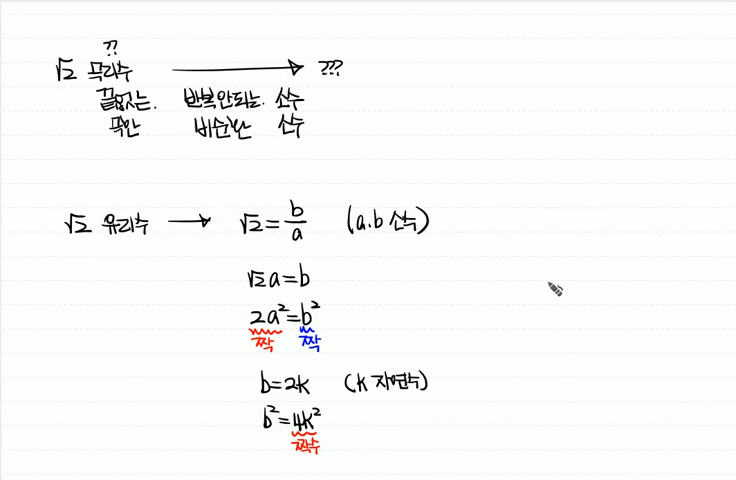 ??
√2 무리수 → ???
끝없는. 반복안되는. 소수
무한 비순환 소수
√2 유리수 → √2 = b/a (a.b 서로소)
√2a=b
2a²=b²
짝 짝
b=2k (k 자연수)
b²=4k²
짝수